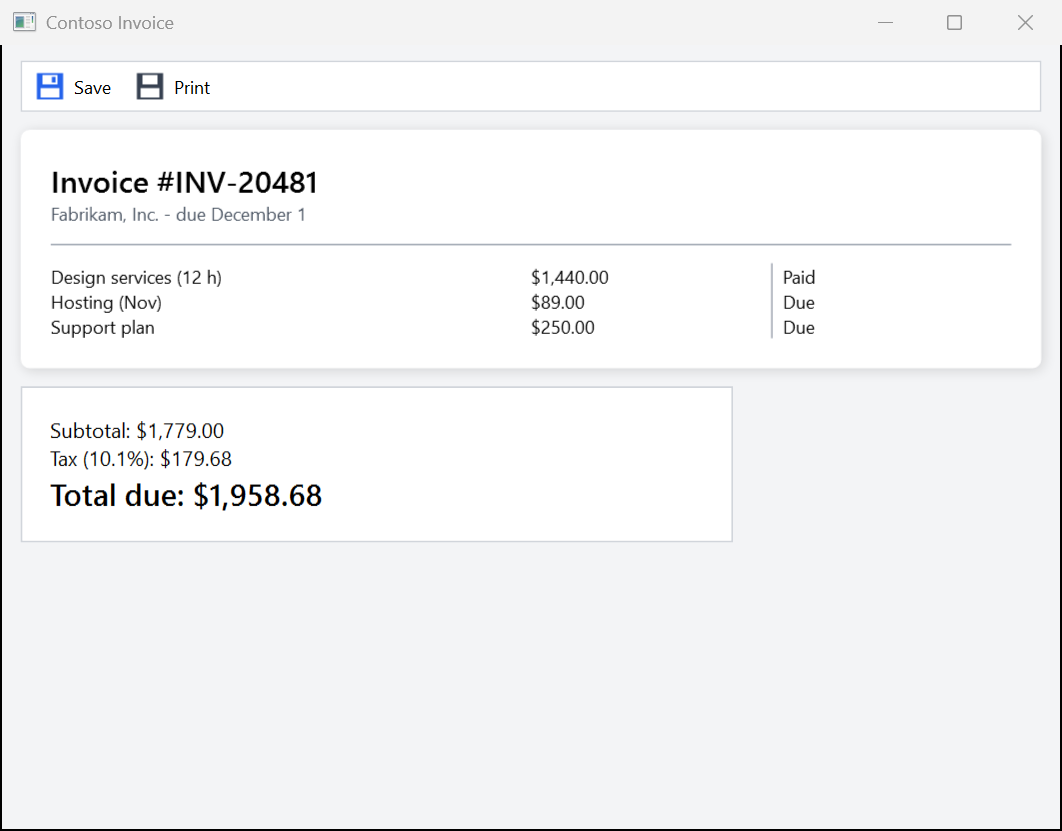 Contoso Invoice
Save Print
Invoice #INV-20481
Fabrikam, Inc. - due December 1
Design services (12 h) $1,440.00 Paid
Hosting (Nov) $89.00 Due
Support plan $250.00 Due
Subtotal: $1,779.00
Tax (10.1%): $179.68
Total due: $1,958.68